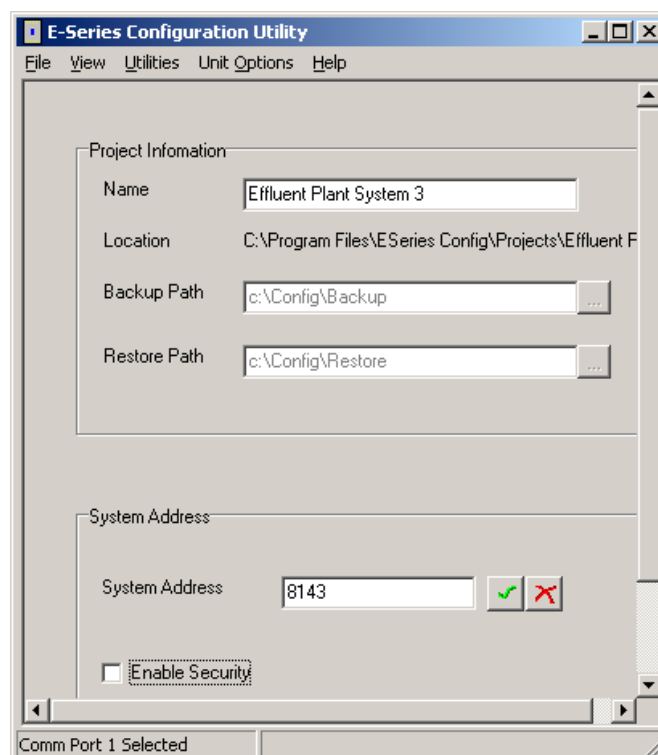 E-Series Configuration Utility
File View Utilities Unit Options Help
Project Infomation
Name Effluent Plant System 3
Location C:\Program Files\ESeries Config\Projects\Effluent F
Backup Path c:\Config\Backup ...
Restore Path c:\Config\Restore ...
System Address
System Address 8143
Enable Security
Comm Port 1 Selected